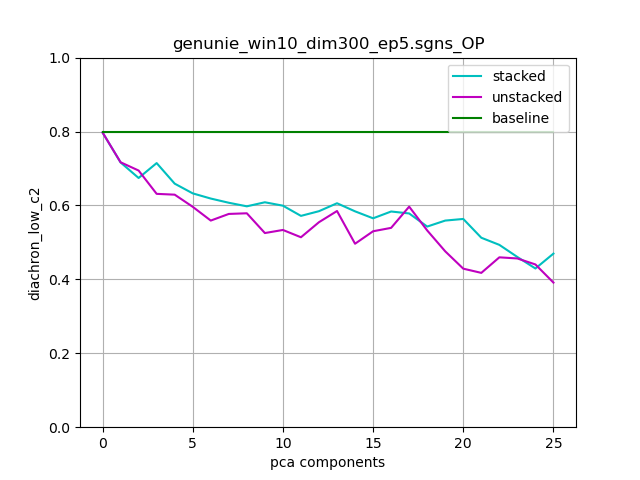 genunie_win10_dim300_ep5.sgns_OP
stacked
unstacked
baseline
diachron_low_c2
1.0
0.8
0.6
0.4
0.2
0.0
0 5 10 15 20 25
pca components